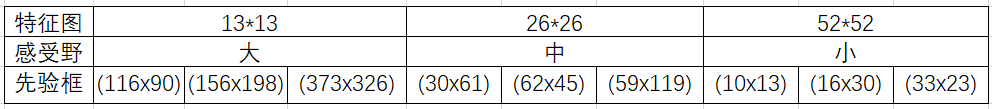 特征图 13*13 26*26 52*52
感受野 大 中 小
先验框 (116x90) (156x198) (373x326) (30x61) (62x45) (59x119) (10x13) (16x30) (33x23)